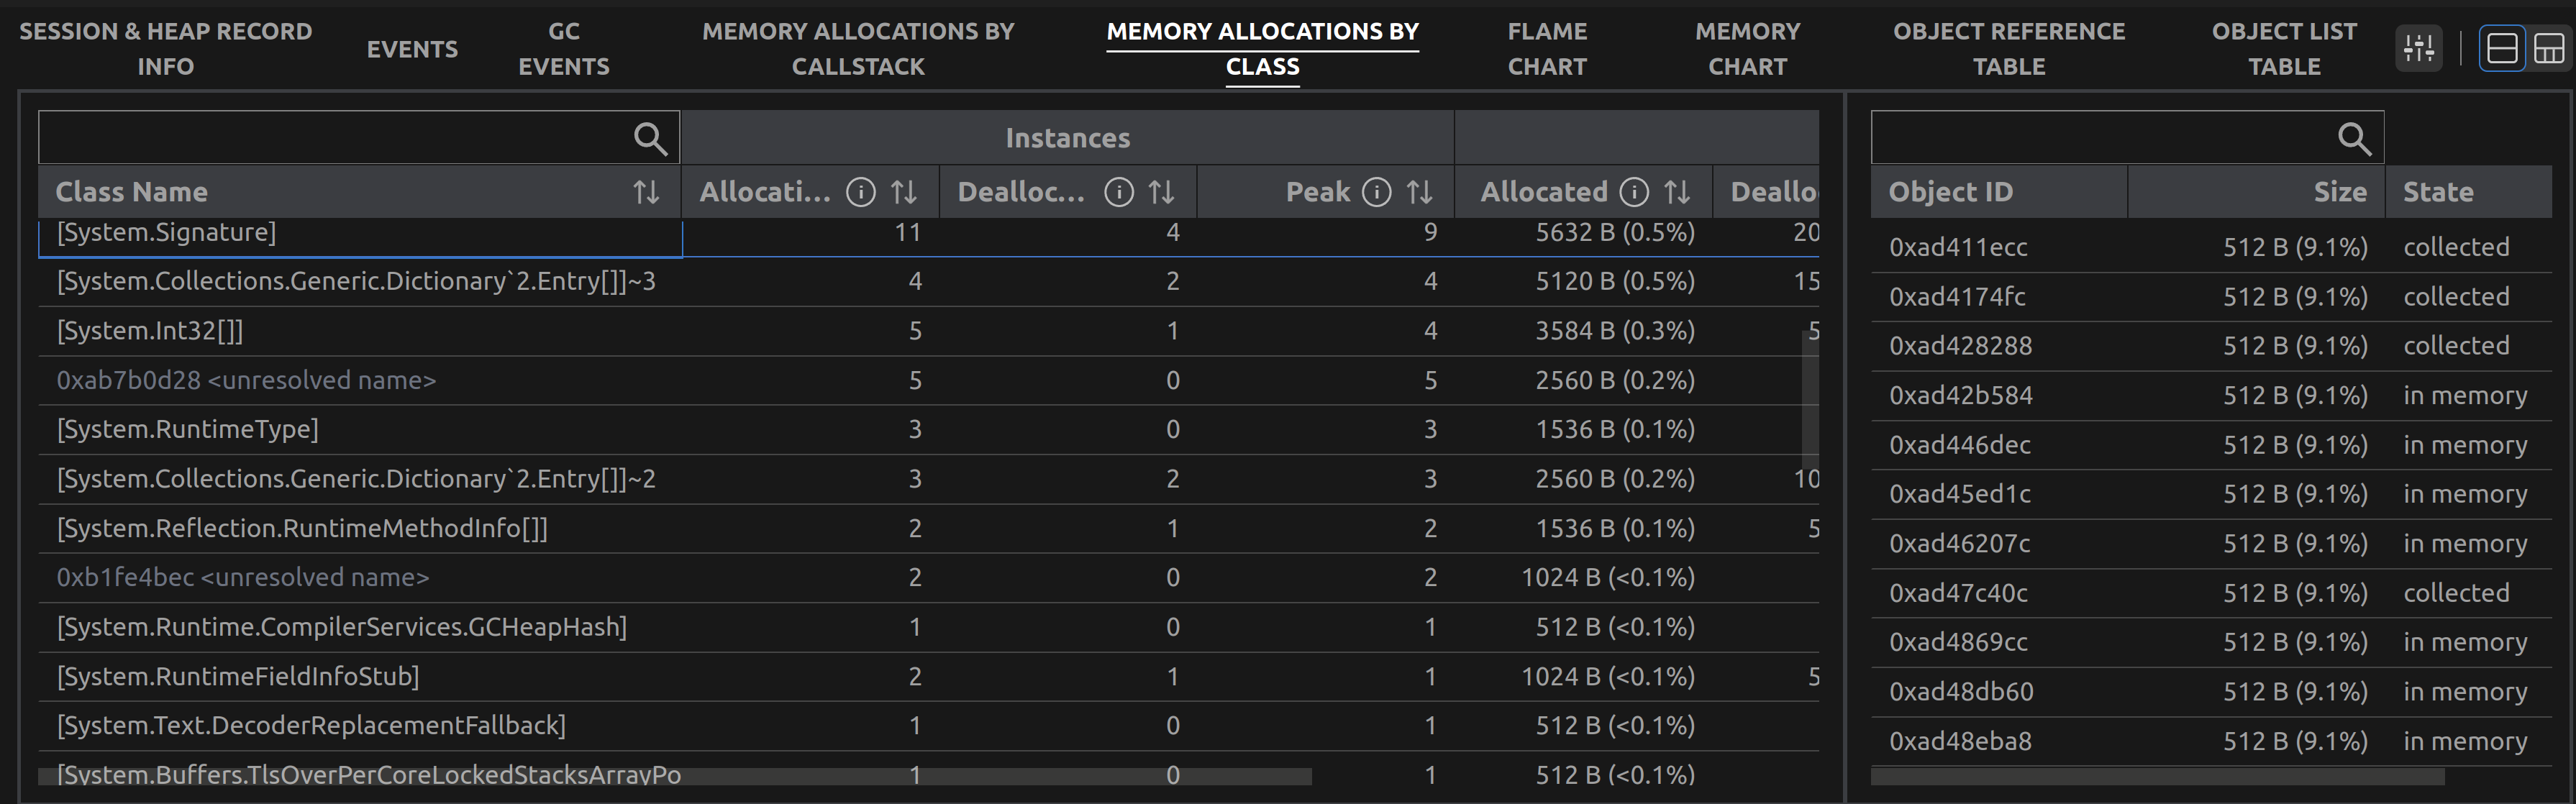 SESSION & HEAP RECORD INFO
EVENTS
GC EVENTS
MEMORY ALLOCATIONS BY CALLSTACK
MEMORY ALLOCATIONS BY CLASS
FLAME CHART
MEMORY CHART
OBJECT REFERENCE TABLE
OBJECT LIST TABLE
Instances
Class Name Allocati... Dealloc... Peak Allocated Deallo
[System.Signature] 11 4 9 5632 B (0.5%) 20
[System.Collections.Generic.Dictionary`2.Entry[]]~3 4 2 4 5120 B (0.5%) 15
[System.Int32[]] 5 1 4 3584 B (0.3%) 5
0xab7b0d28 <unresolved name> 5 0 5 2560 B (0.2%)
[System.RuntimeType] 3 0 3 1536 B (0.1%)
[System.Collections.Generic.Dictionary`2.Entry[]]~2 3 2 3 2560 B (0.2%) 10
[System.Reflection.RuntimeMethodInfo[]] 2 1 2 1536 B (0.1%) 5
0xb1fe4bec <unresolved name> 2 0 2 1024 B (<0.1%)
[System.Runtime.CompilerServices.GCHeapHash] 1 0 1 512 B (<0.1%)
[System.RuntimeFieldInfoStub] 2 1 1 1024 B (<0.1%) 5
[System.Text.DecoderReplacementFallback] 1 0 1 512 B (<0.1%)
[System.Buffers.TlsOverPerCoreLockedStacksArrayPo 1 0 1 512 B (<0.1%)
Object ID Size State
0xad411ecc 512 B (9.1%) collected
0xad4174fc 512 B (9.1%) collected
0xad428288 512 B (9.1%) collected
0xad42b584 512 B (9.1%) in memory
0xad446dec 512 B (9.1%) in memory
0xad45ed1c 512 B (9.1%) in memory
0xad46207c 512 B (9.1%) in memory
0xad47c40c 512 B (9.1%) collected
0xad4869cc 512 B (9.1%) in memory
0xad48db60 512 B (9.1%) in memory
0xad48eba8 512 B (9.1%) in memory